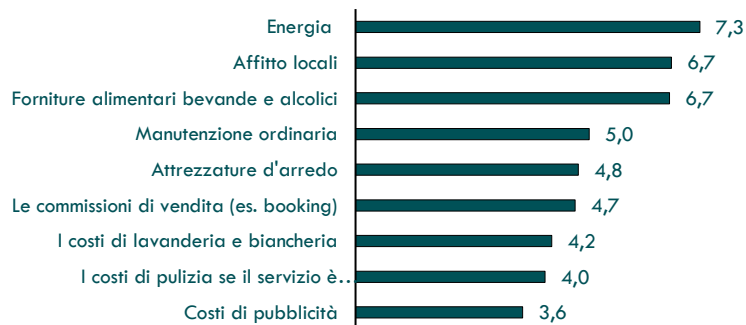 Energia 7,3
Affitto locali 6,7
Forniture alimentari bevande e alcolici 6,7
Manutenzione ordinaria 5,0
Attrezzature d'arredo 4,8
Le commissioni di vendita (es. booking) 4,7
I costi di lavanderia e biancheria 4,2
I costi di pulizia se il servizio è… 4,0
Costi di pubblicità 3,6